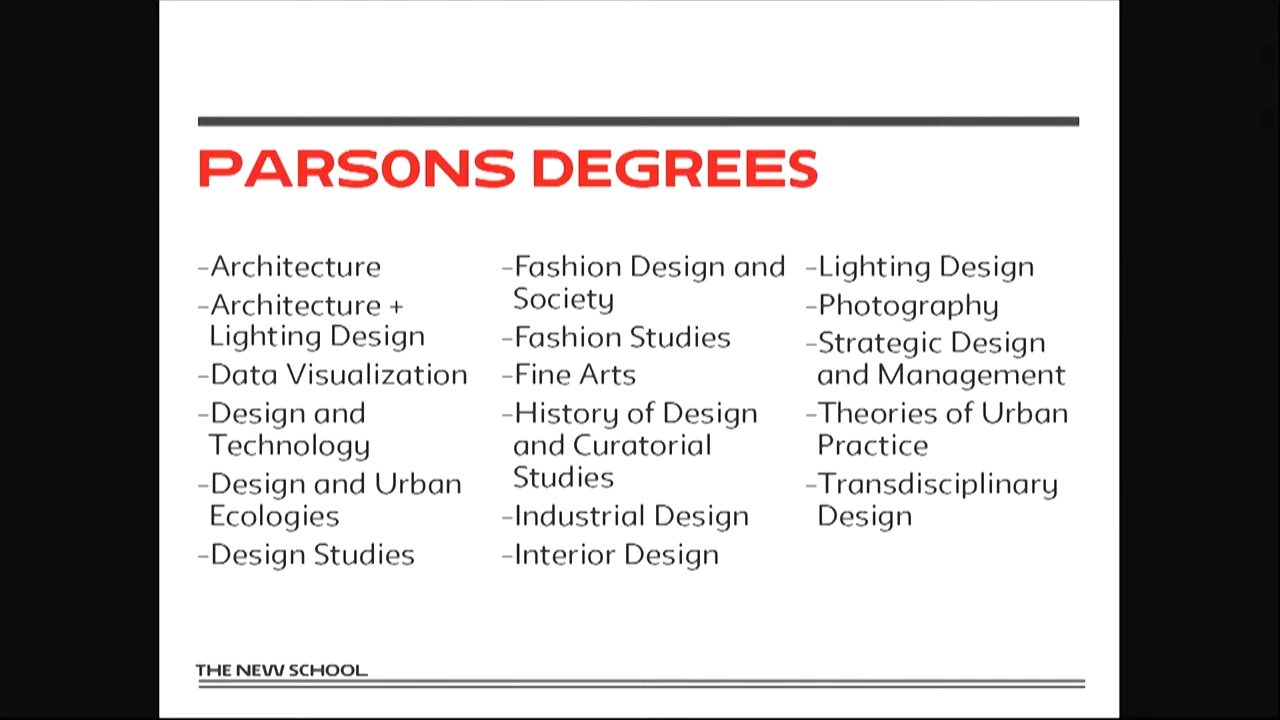 PARSONS DEGREES
-Architecture
-Architecture +
Lighting Design
-Data Visualization
-Design and
Technology
-Design and Urban
Ecologies
-Design Studies
-Fashion Design and
Society
-Fashion Studies
-Fine Arts
-History of Design
and Curatorial
Studies
-Industrial Design
-Interior Design
-Lighting Design
-Photography
-Strategic Design
and Management
-Theories of Urban
Practice
-Transdisciplinary
Design
THE NEW SCHOOL